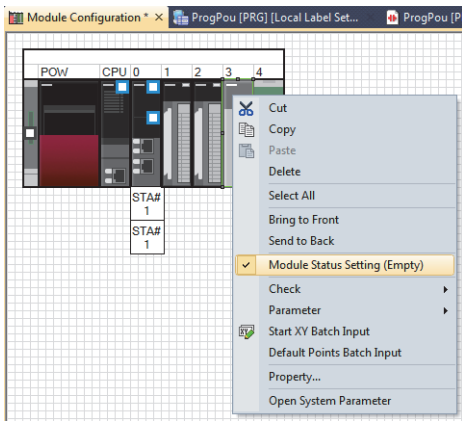 Module Configuration * × ProgPou [PRG] [Local Label Set... × ProgPou [P
POW CPU 0 1 2 3 4
STA#
1
STA#
1
Cut
Copy
Paste
Delete
Select All
Bring to Front
Send to Back
Module Status Setting (Empty)
Check
Parameter
Start XY Batch Input
Default Points Batch Input
Property...
Open System Parameter